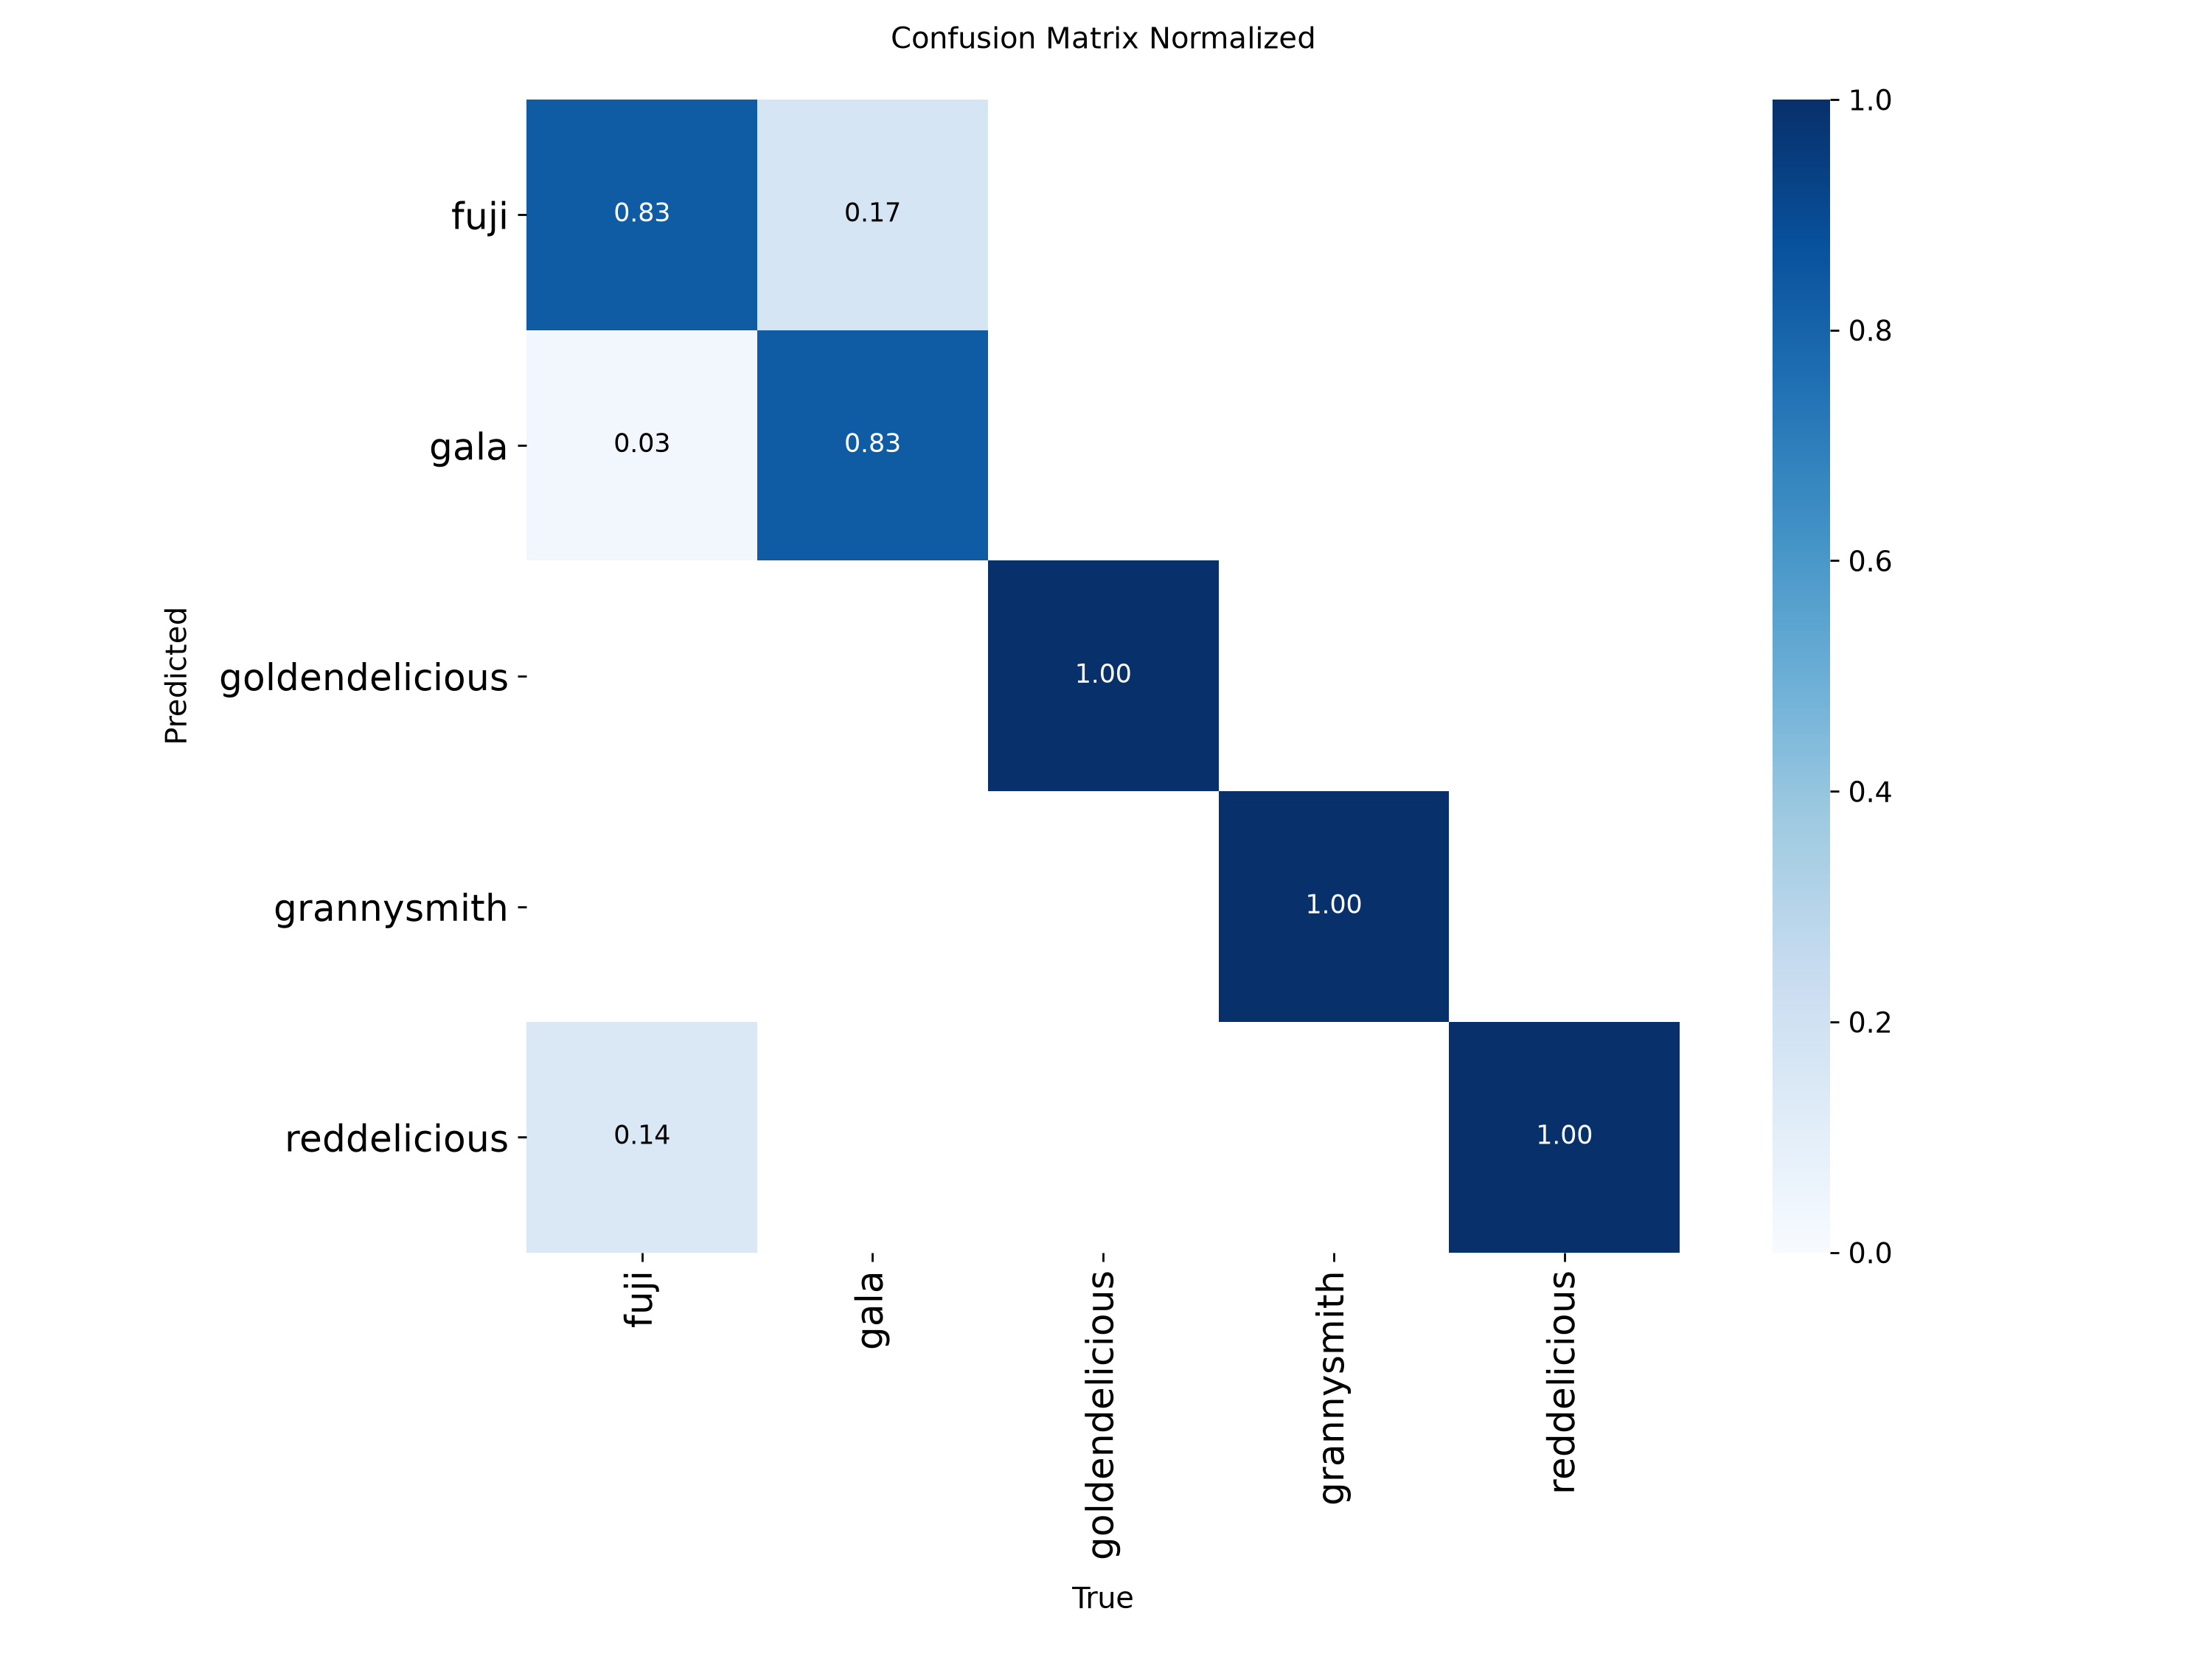 Confusion Matrix Normalized
fuji
0.83
0.17
gala
0.03
0.83
goldendelicious
1.00
grannysmith
1.00
reddelicious
0.14
1.00
Predicted
fuji
gala
goldendelicious
grannysmith
reddelicious
True
1.0
0.8
0.6
0.4
0.2
0.0